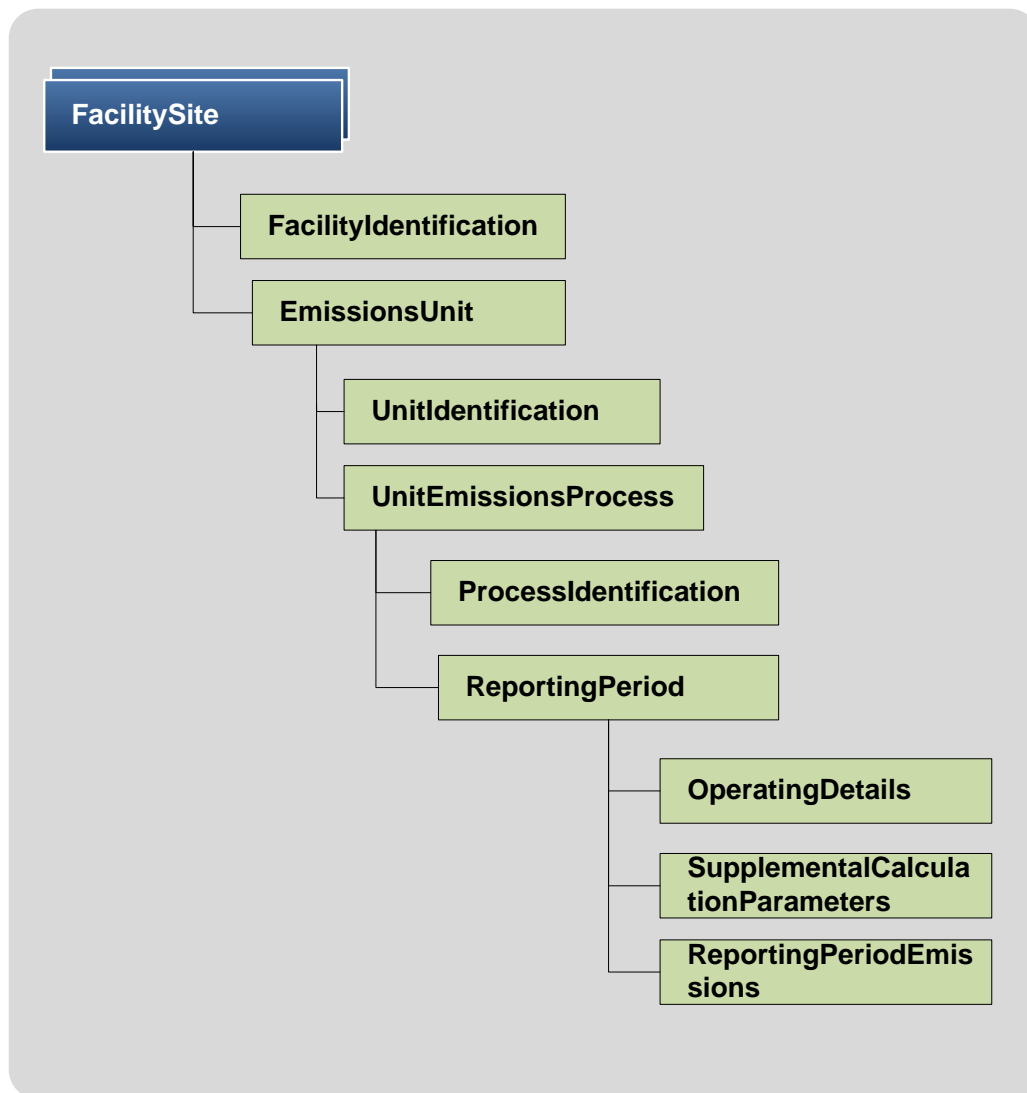 FacilitySite
FacilityIdentification
EmissionsUnit
UnitIdentification
UnitEmissionsProcess
ProcessIdentification
ReportingPeriod
OperatingDetails
SupplementalCalcula
tionParameters
ReportingPeriodEmis
sions